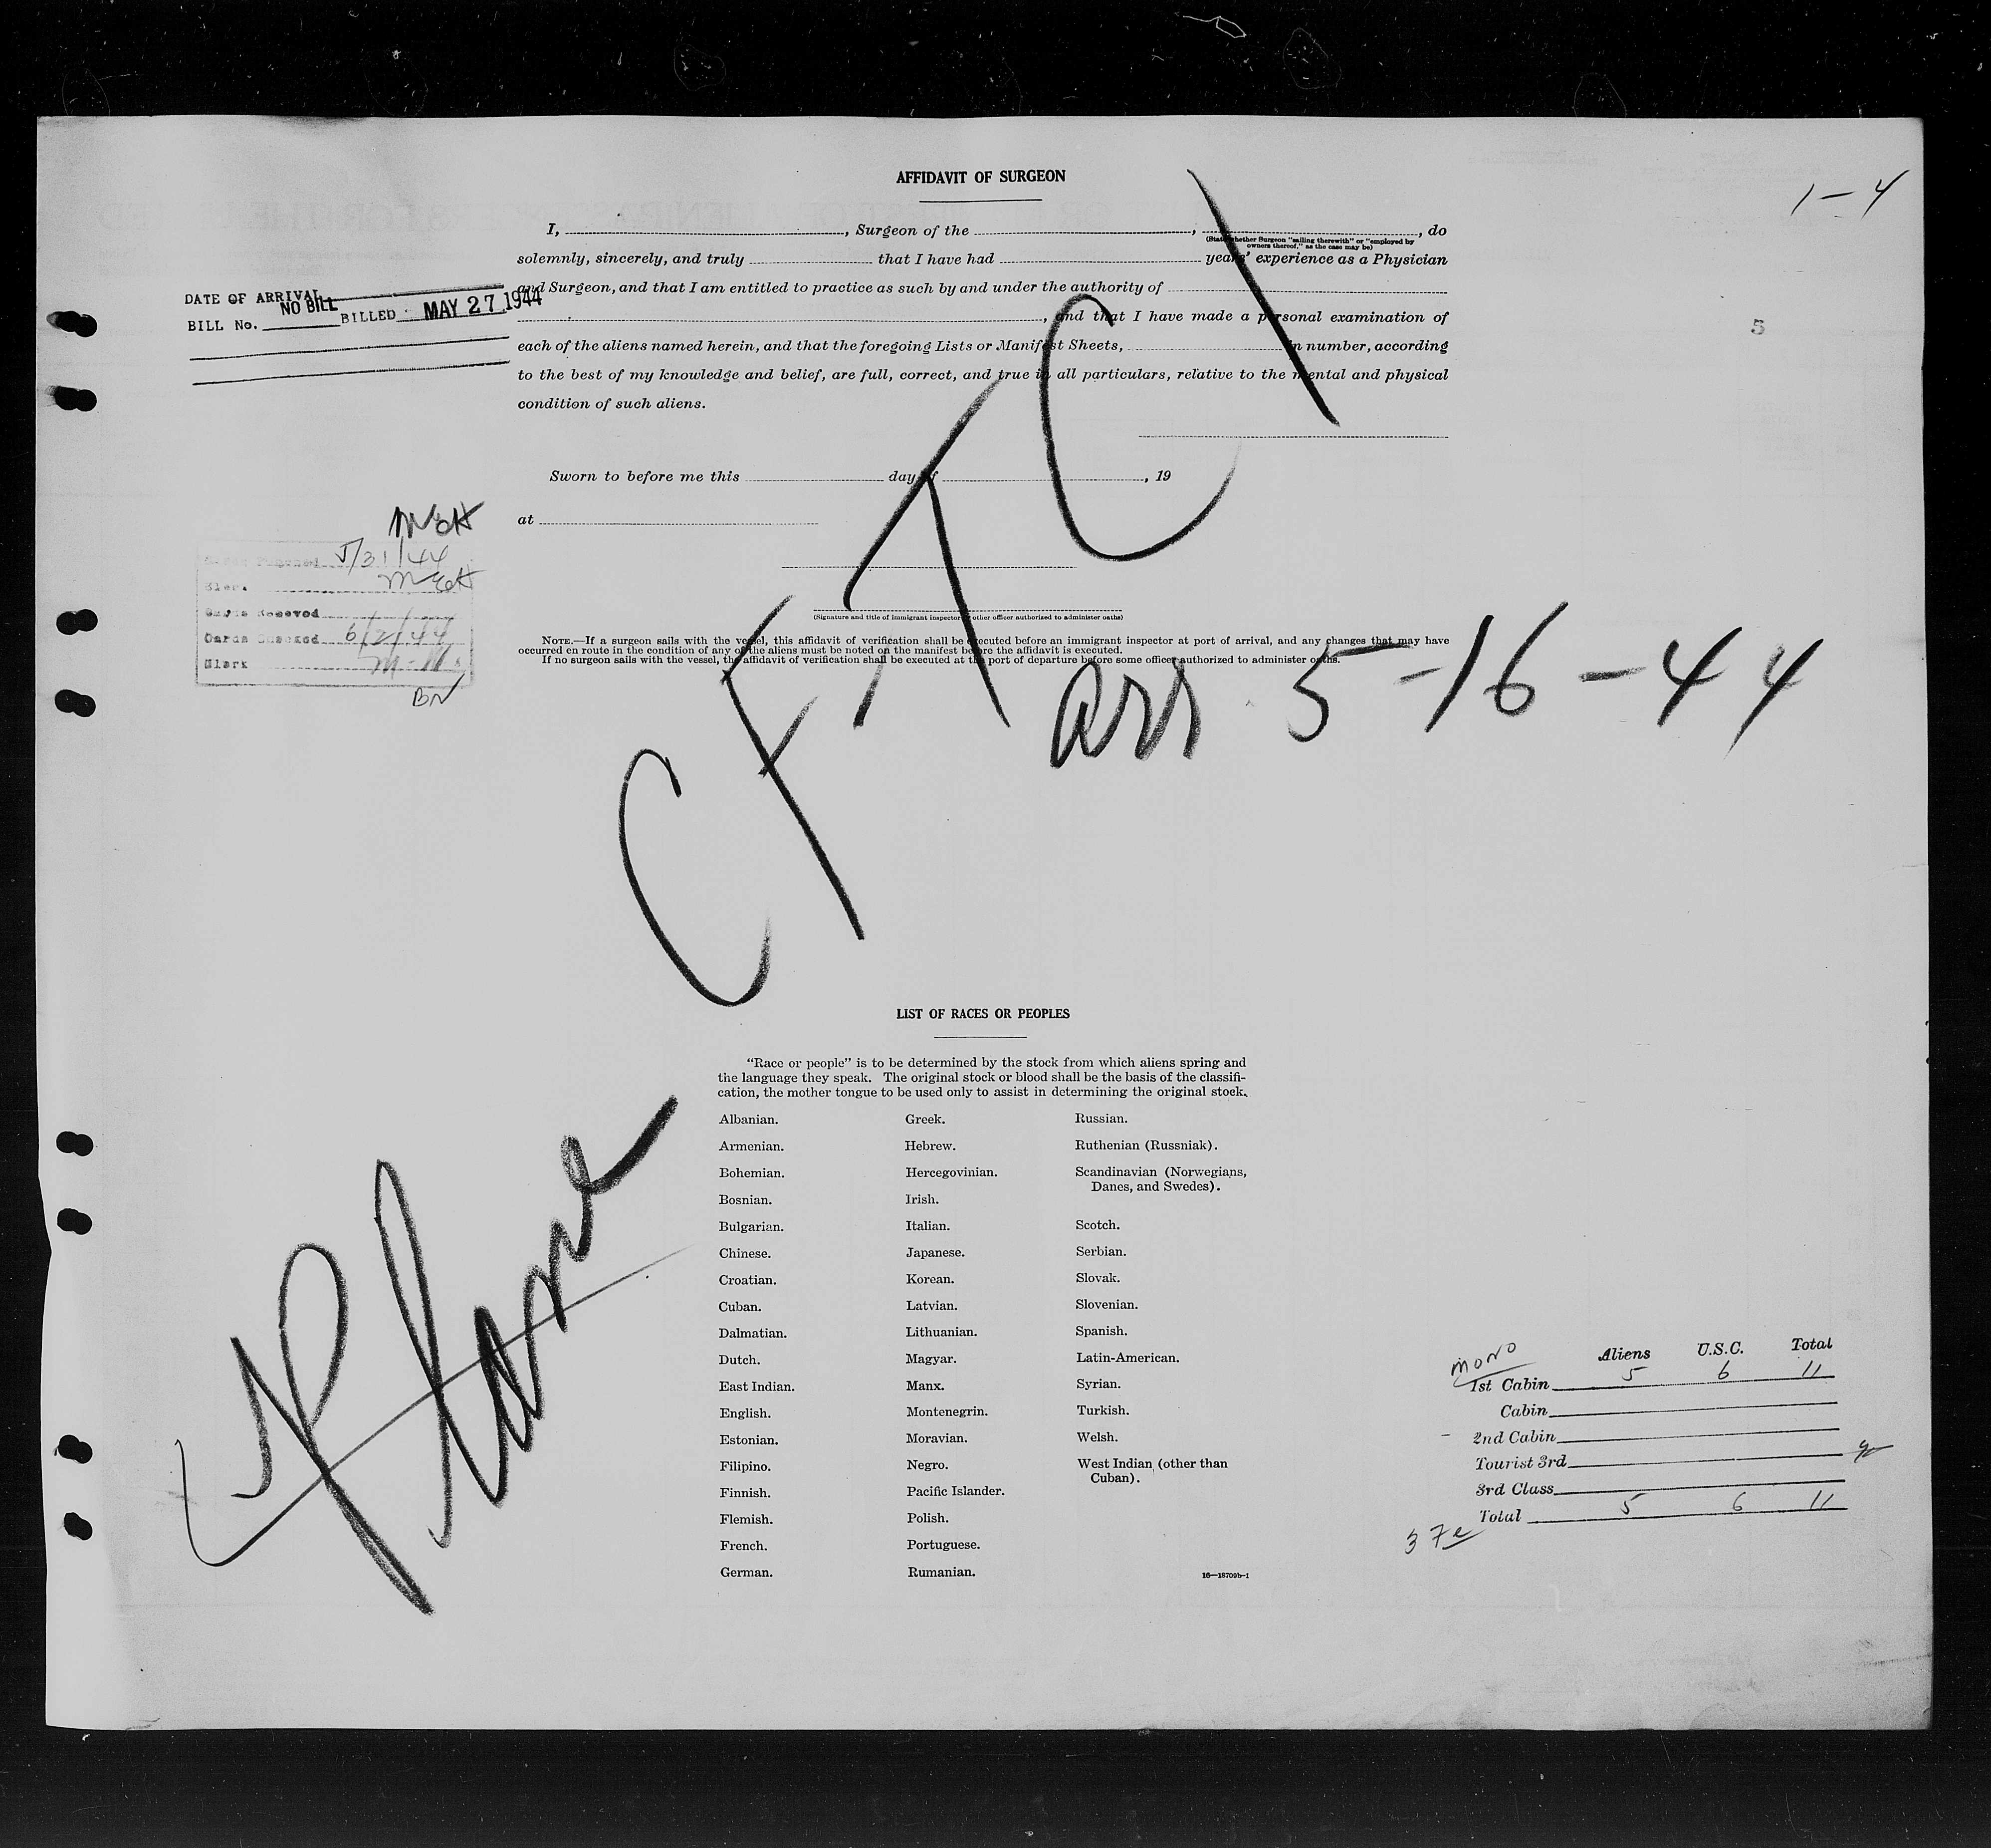 AFFIDAVIT OF SURGEON
1-4
I, , Surgeon of the , , do
(State whether Surgeon "sailing therewith" or "employed by
owners thereof," as the case may be)
solemnly, sincerely, and truly that I have had years' experience as a Physician
and Surgeon, and that I am entitled to practice as such by and under the authority of
, and that I have made a personal examination of
each of the aliens named herein, and that the foregoing Lists or Manifest Sheets, in number, according
to the best of my knowledge and belief, are full, correct, and true in all particulars, relative to the mental and physical
condition of such aliens.
DATE OF ARRIVAL
BILL No. NO BILL BILLED MAY 27 1944
5
Sworn to before me this day of , 19
at
5/31/44
Clerk
Cards Received
Cards Checked 6/2/44
Clerk
BN
(Signature and title of immigrant inspector or other officer authorized to administer oaths)
NOTE.—If a surgeon sails with the vessel, this affidavit of verification shall be executed before an immigrant inspector at port of arrival, and any changes that may have
occurred en route in the condition of any of the aliens must be noted on the manifest before the affidavit is executed.
If no surgeon sails with the vessel, the affidavit of verification shall be executed at the port of departure before some officer authorized to administer oaths.
arr 5-16-44
Plane
LIST OF RACES OR PEOPLES
"Race or people" is to be determined by the stock from which aliens spring and
the language they speak. The original stock or blood shall be the basis of the classifi-
cation, the mother tongue to be used only to assist in determining the original stock.
Albanian.
Armenian.
Bohemian.
Bosnian.
Bulgarian.
Chinese.
Croatian.
Cuban.
Dalmatian.
Dutch.
East Indian.
English.
Estonian.
Filipino.
Finnish.
Flemish.
French.
German.
Greek.
Hebrew.
Hercegovinian.
Irish.
Italian.
Japanese.
Korean.
Latvian.
Lithuanian.
Magyar.
Manx.
Montenegrin.
Moravian.
Negro.
Pacific Islander.
Polish.
Portuguese.
Rumanian.
Russian.
Ruthenian (Russniak).
Scandinavian (Norwegians,
Danes, and Swedes).
Scotch.
Serbian.
Slovak.
Slovenian.
Spanish.
Latin-American.
Syrian.
Turkish.
Welsh.
West Indian (other than
Cuban).
16—18709b-1
mono Aliens U.S.C. Total
1st Cabin 5 6 11
Cabin
2nd Cabin
Tourist 3rd
3rd Class
Total 5 6 11